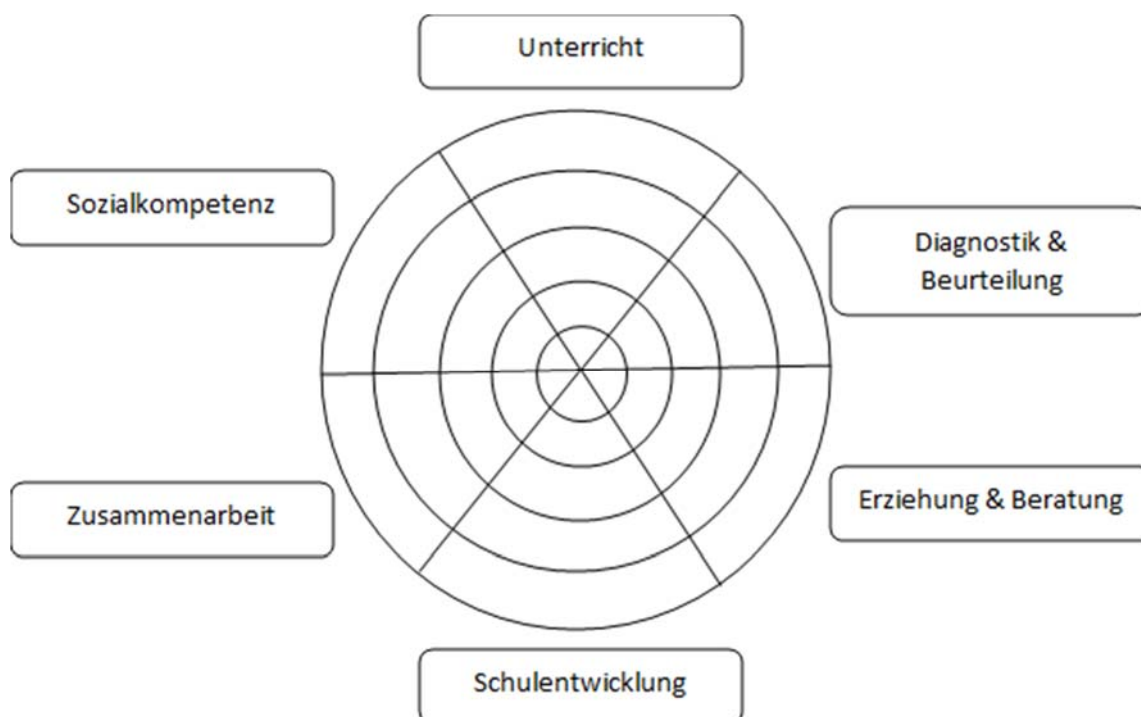 Unterricht
Sozialkompetenz
Diagnostik &
Beurteilung
Zusammenarbeit
Erziehung & Beratung
Schulentwicklung